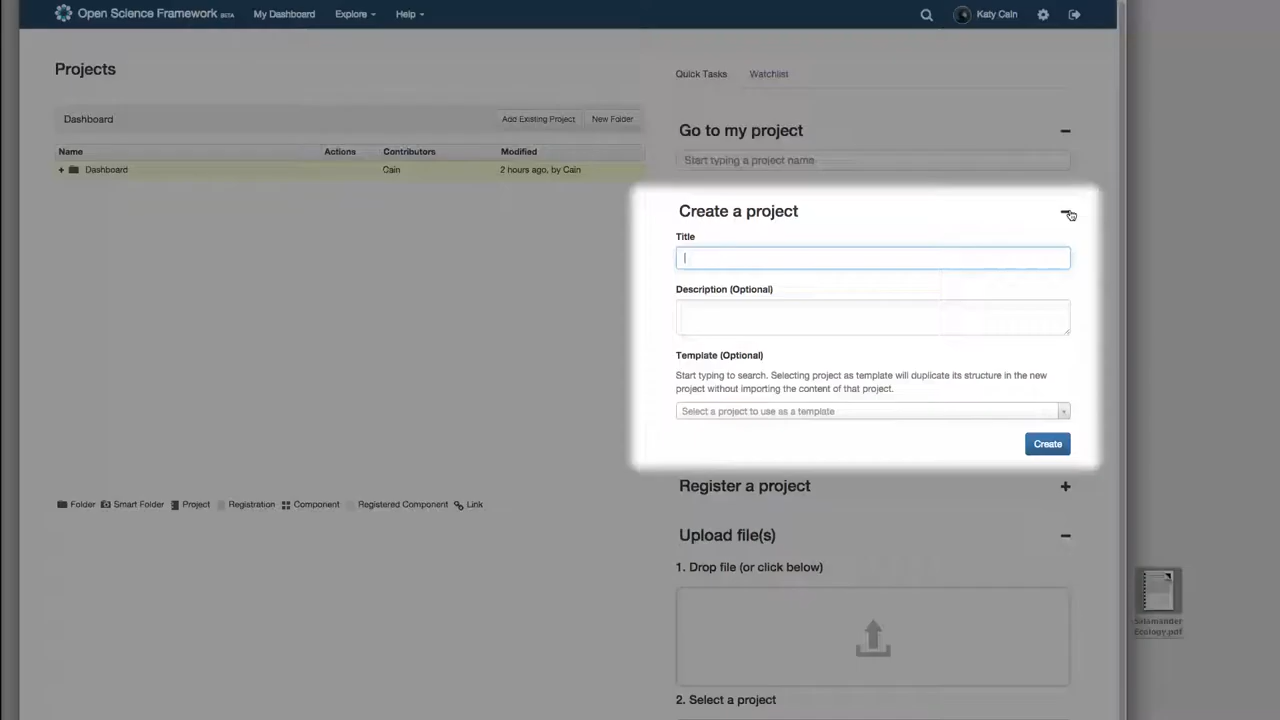 Open Science Framework BETA
My Dashboard
Explore
Help
Katy Cain
Projects
Dashboard
Add Existing Project
New Folder
Name
Actions
Contributors
Modified
Dashboard
Cain
2 hours ago, by Cain
Folder
Smart Folder
Project
Registration
Component
Registered Component
Link
Quick Tasks
Watchlist
Go to my project
Start typing a project name
Create a project
Title
Description (Optional)
Template (Optional)
Start typing to search. Selecting project as template will duplicate its structure in the new
project without importing the content of that project.
Select a project to use as a template
Create
Register a project
Upload file(s)
1. Drop file (or click below)
2. Select a project
Salamander
Ecology.pdf